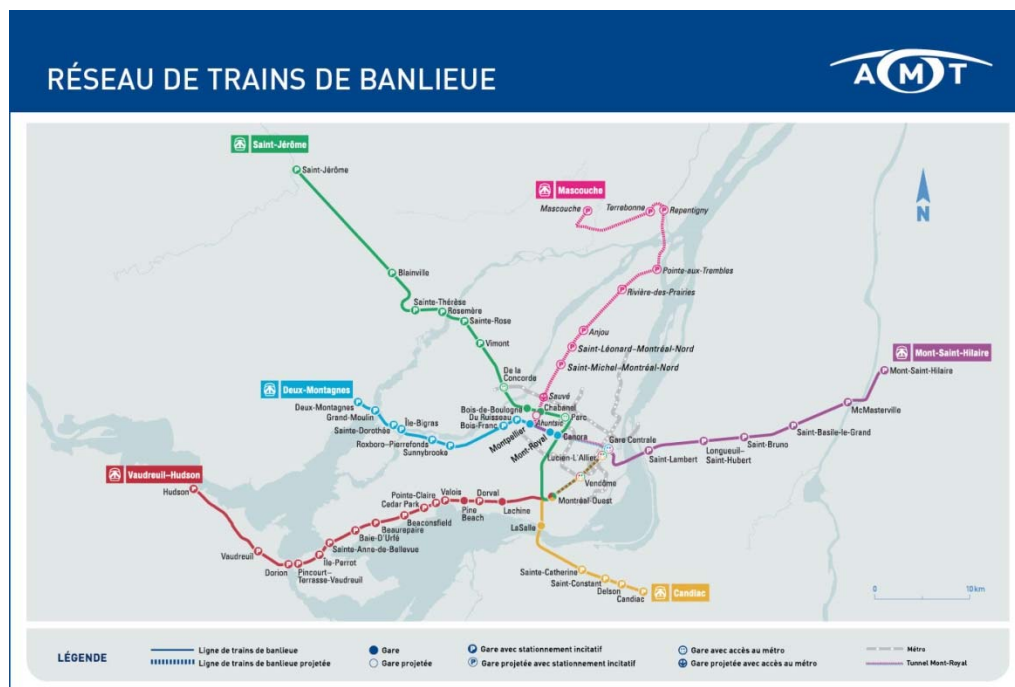 RÉSEAU DE TRAINS DE BANLIEUE
AMT
Saint-Jérôme
Saint-Jérôme
Mascouche
Mascouche
Terrebonne
Repentigny
N
Blainville
Pointe-aux-Trembles
Rivière-des-Prairies
Sainte-Thérèse
Rosemère
Sainte-Rose
Anjou
Vimont
Saint-Léonard–Montréal-Nord
Saint-Michel–Montréal-Nord
Mont-Saint-Hilaire
Mont-Saint-Hilaire
De la
Concorde
Deux-Montagnes
Sauvé
Deux-Montagnes
Grand-Moulin
Bois-de-Boulogne
Chabanel
McMasterville
Île-Bigras
Sainte-Dorothée
Du Ruisseau
Bois-Franc
Ahuntsic
Parc
Saint-Basile-le-Grand
Roxboro–Pierrefonds
Sunnybrooke
Montpellier
Mont-Royal
Canora
Gare Centrale
Saint-Bruno
Longueuil–
Saint-Hubert
Saint-Lambert
Lucien-L'Allier
Vendôme
Vaudreuil–Hudson
Hudson
Pointe-Claire
Valois
Dorval
Cedar Park
Pine
Beach
Lachine
Montréal-Ouest
Beaconsfield
Beaurepaire
Baie-D'Urfé
Sainte-Anne-de-Bellevue
LaSalle
Vaudreuil
Île-Perrot
Dorion
Pincourt–
Terrasse-Vaudreuil
Sainte-Catherine
Saint-Constant
Delson
Candiac
Candiac
0
10 km
LÉGENDE
Ligne de trains de banlieue
Ligne de trains de banlieue projetée
Gare
Gare projetée
Gare avec stationnement incitatif
Gare projetée avec stationnement incitatif
Gare avec accès au métro
Gare projetée avec accès au métro
Métro
Tunnel Mont-Royal